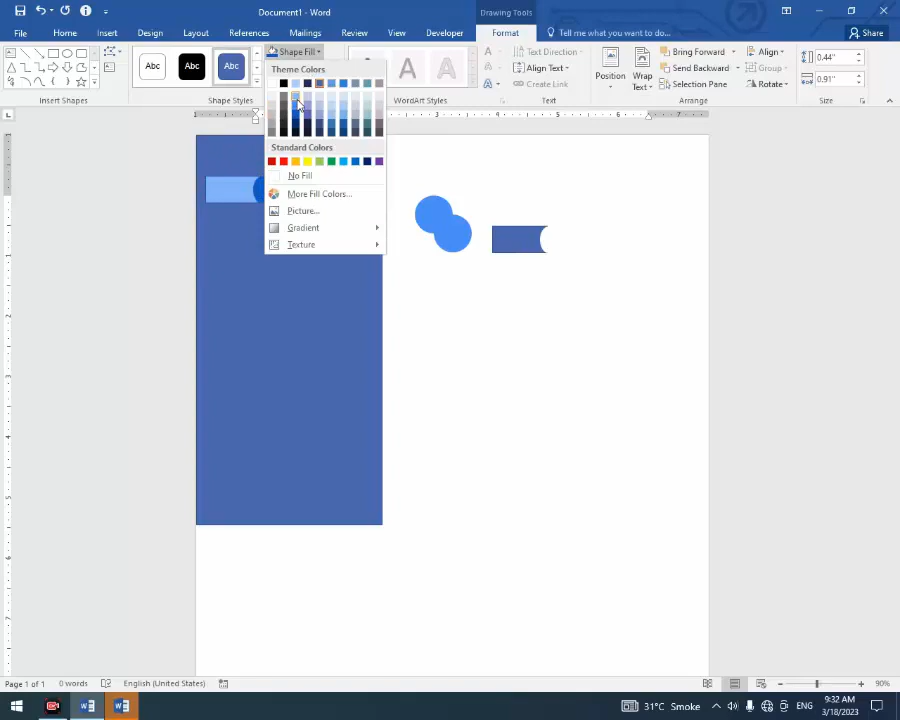 Document1 - Word
Drawing Tools
File Home Insert Design Layout References Mailings Review View Developer Format Tell me what you want to do... Share
Abc Abc Abc
Shape Fill
Text Direction
Align Text
Create Link
Position
Wrap
Text
Bring Forward
Send Backward
Selection Pane
Align
Group
Rotate
0.44"
0.91"
Insert Shapes
Shape Styles
WordArt Styles
Text
Arrange
Size
Theme Colors
Standard Colors
No Fill
More Fill Colors...
Picture...
Gradient
Texture
Page 1 of 1 0 words English (United States) 90%
31°C Smoke
ENG
9:32 AM
3/18/2023